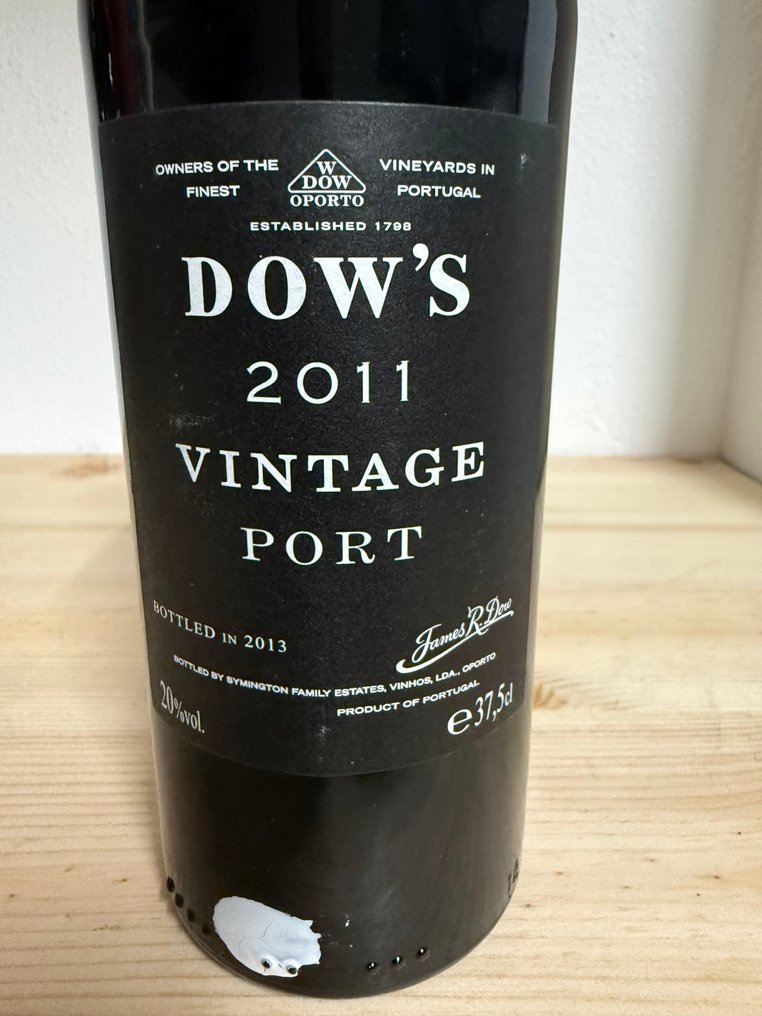 OWNERS OF THE FINEST
W
DOW
OPORTO
VINEYARDS IN PORTUGAL
ESTABLISHED 1798
DOW'S
2011
VINTAGE
PORT
BOTTLED IN 2013
James R. Dow
BOTTLED BY SYMINGTON FAMILY ESTATES, VINHOS, LDA., OPORTO
PRODUCT OF PORTUGAL
20%vol.
e 37,5cl